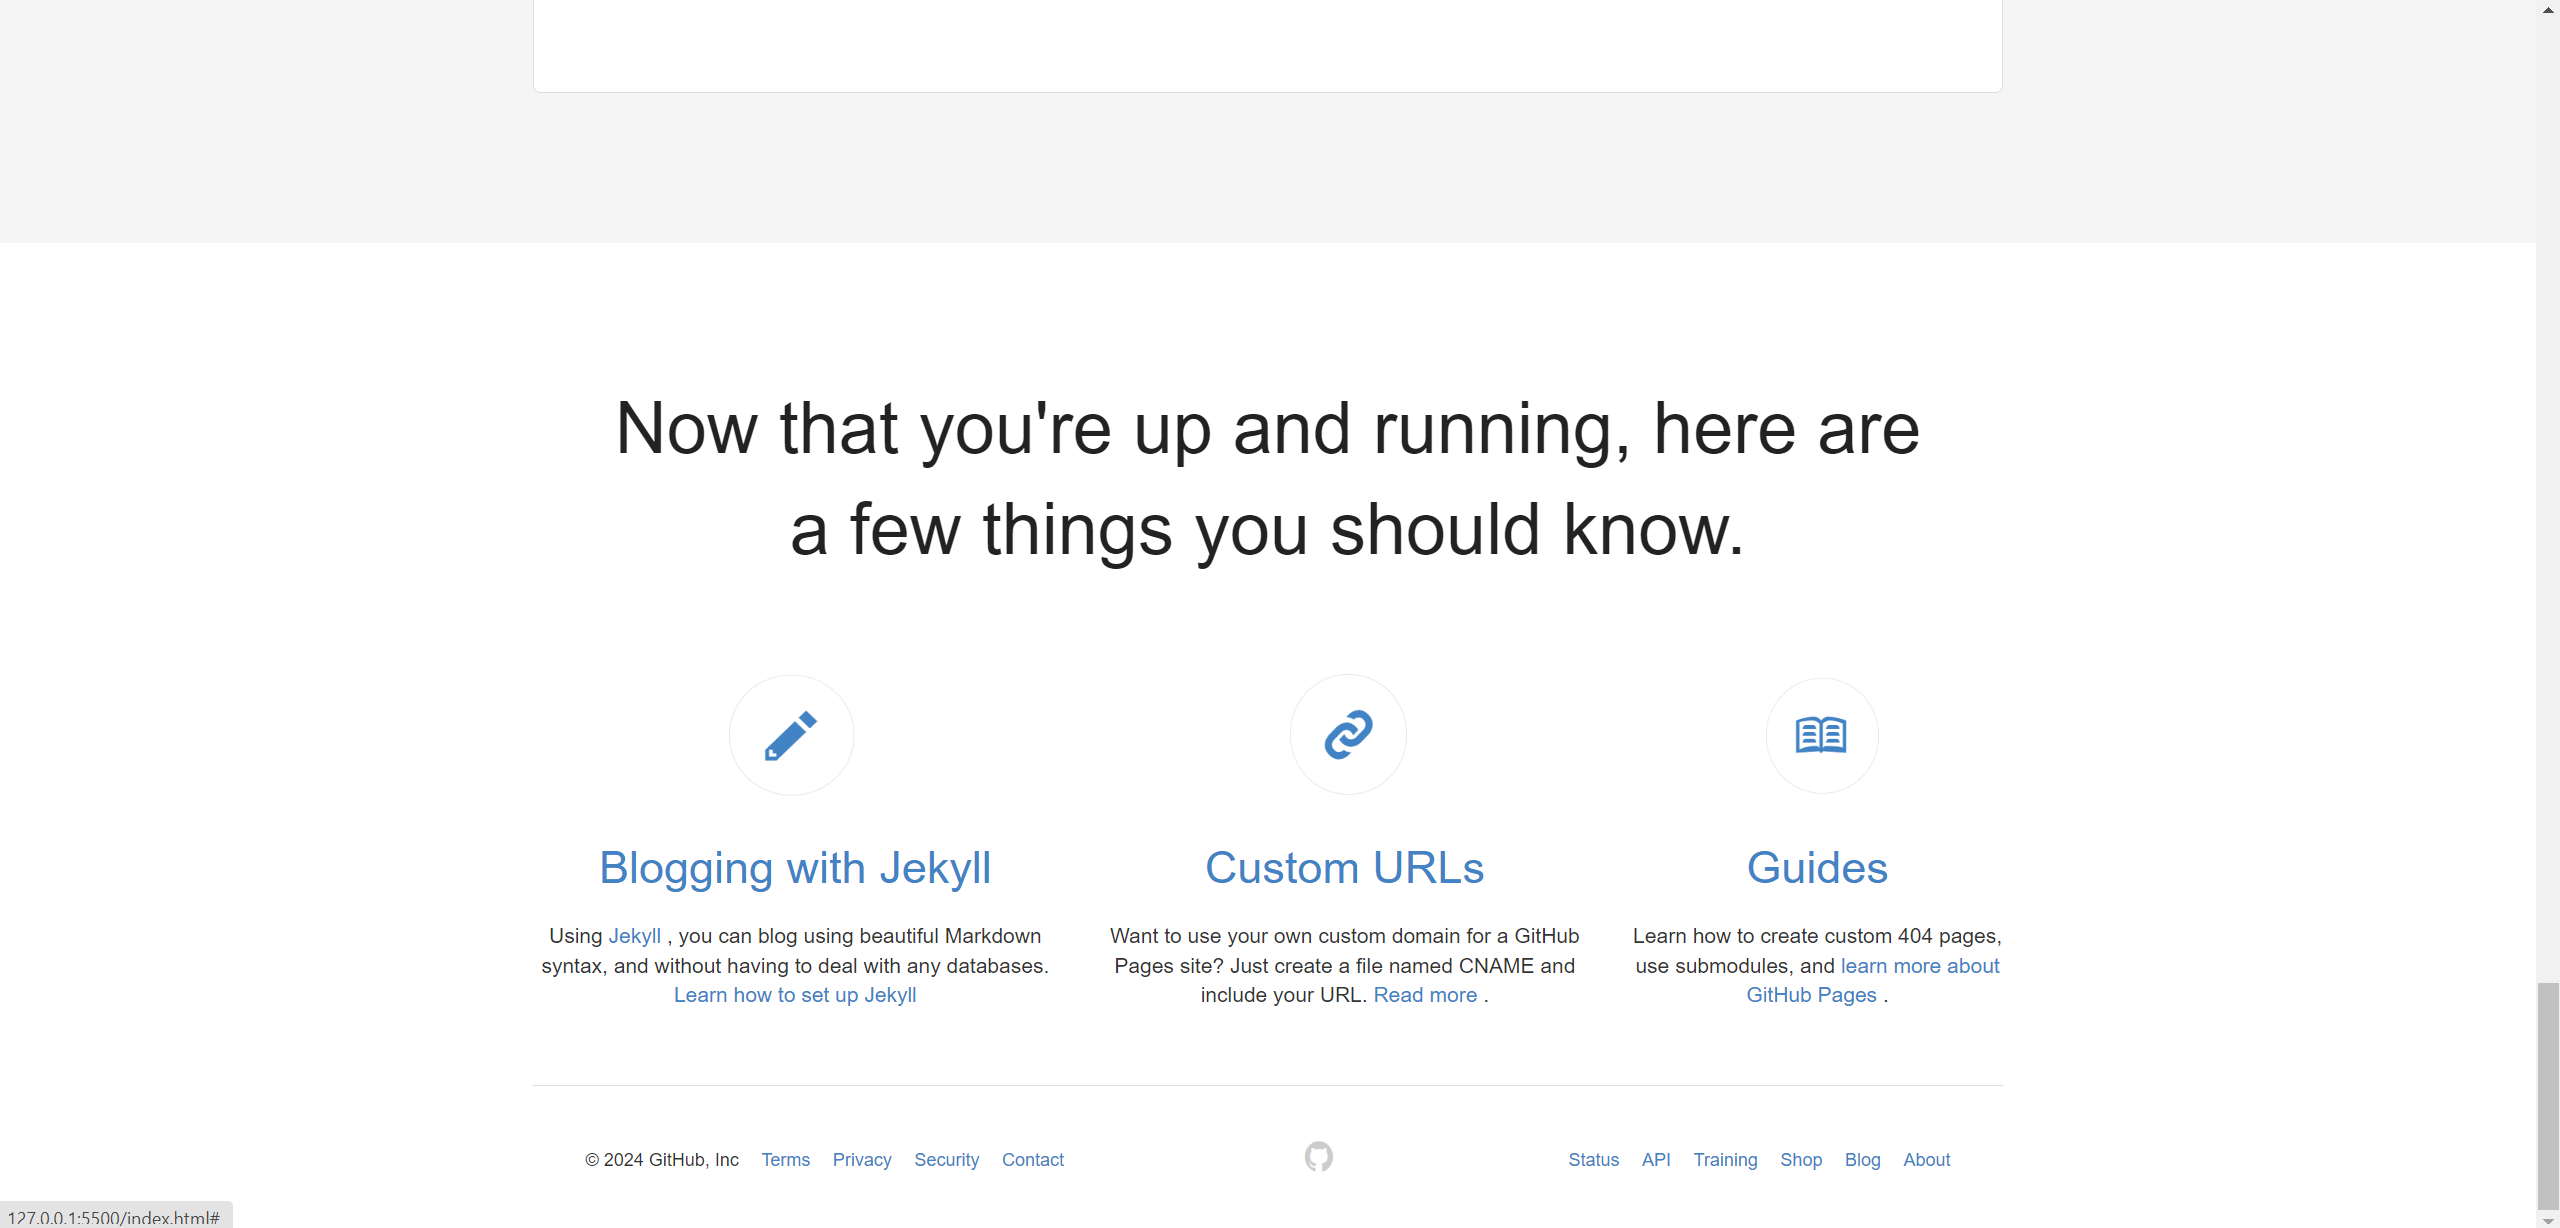 Now that you're up and running, here are
a few things you should know.
Blogging with Jekyll
Using Jekyll , you can blog using beautiful Markdown
syntax, and without having to deal with any databases.
Learn how to set up Jekyll
Custom URLs
Want to use your own custom domain for a GitHub
Pages site? Just create a file named CNAME and
include your URL. Read more .
Guides
Learn how to create custom 404 pages,
use submodules, and learn more about
GitHub Pages .
© 2024 GitHub, Inc Terms Privacy Security Contact
Status API Training Shop Blog About
127.0.0.1:5500/index.html#